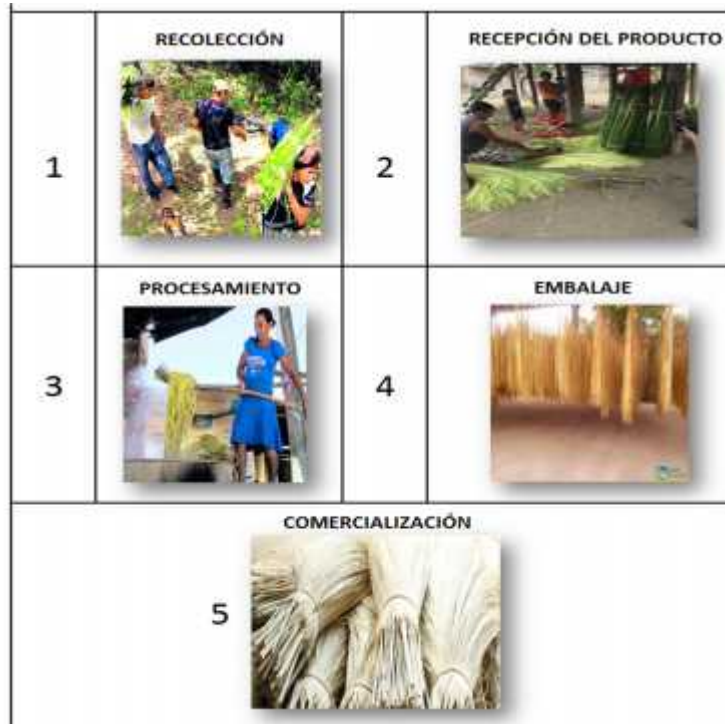 RECOLECCIÓN
1
RECEPCIÓN DEL PRODUCTO
2
PROCESAMIENTO
3
EMBALAJE
4
COMERCIALIZACIÓN
5